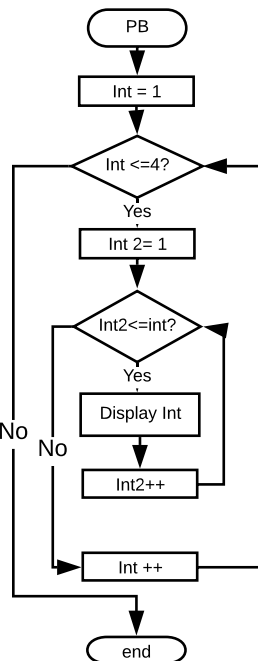 PB
Int = 1
Int <=4?
Yes
Int 2= 1
Int2<=int?
Yes
Display Int
No
No
Int2++
Int ++
end